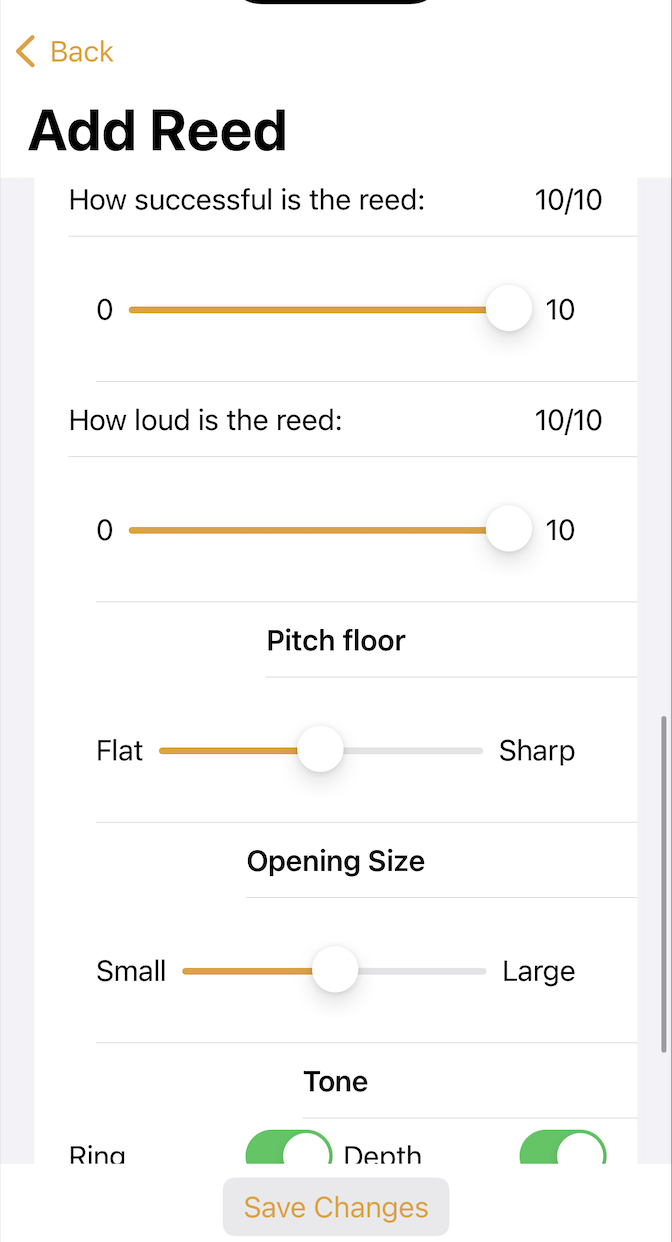 Back
Add Reed
How successful is the reed: 10/10
0 10
How loud is the reed: 10/10
0 10
Pitch floor
Flat Sharp
Opening Size
Small Large
Tone
Ring Depth
Save Changes